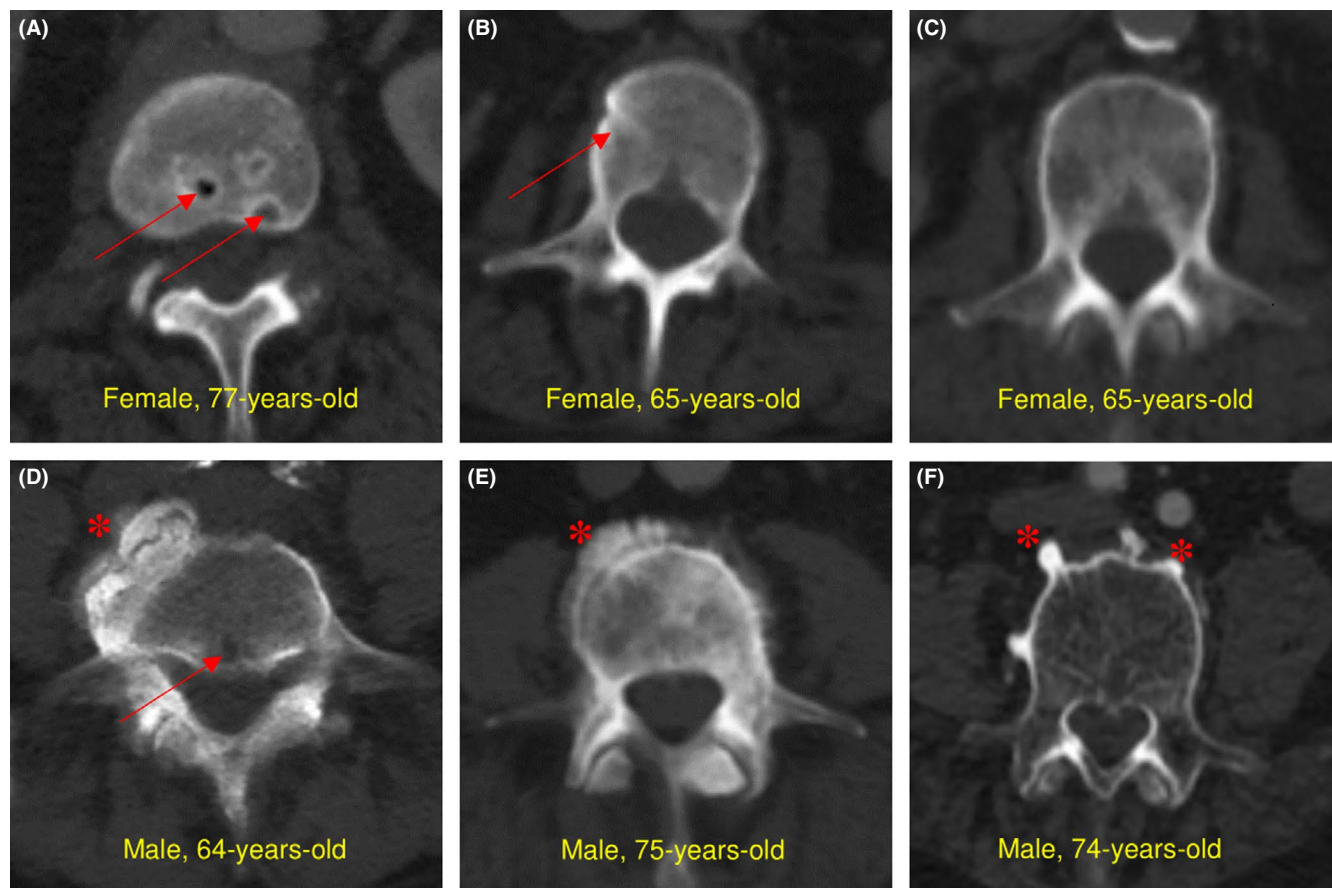 (A)
(B)
(C)
Female, 77-years-old
Female, 65-years-old
Female, 65-years-old
(D)
(E)
(F)
*
*
*
*
Male, 64-years-old
Male, 75-years-old
Male, 74-years-old